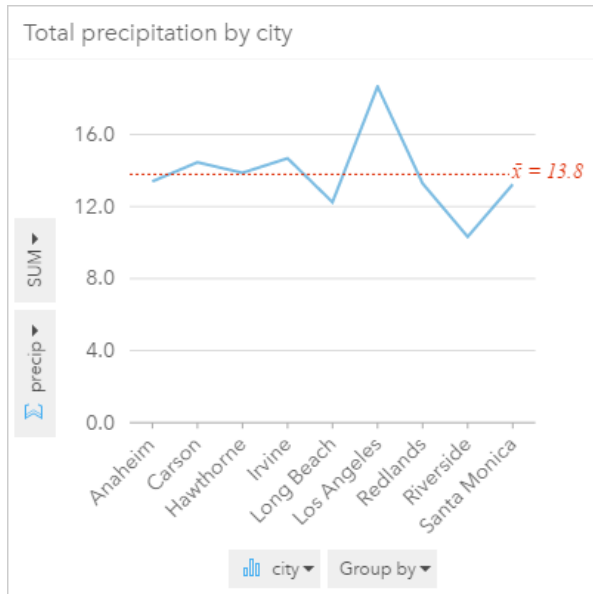 Total precipitation by city
16.0
x̄ = 13.8
12.0
8.0
4.0
0.0
SUM
precip
Anaheim
Carson
Hawthorne
Irvine
Long Beach
Los Angeles
Redlands
Riverside
Santa Monica
city
Group by